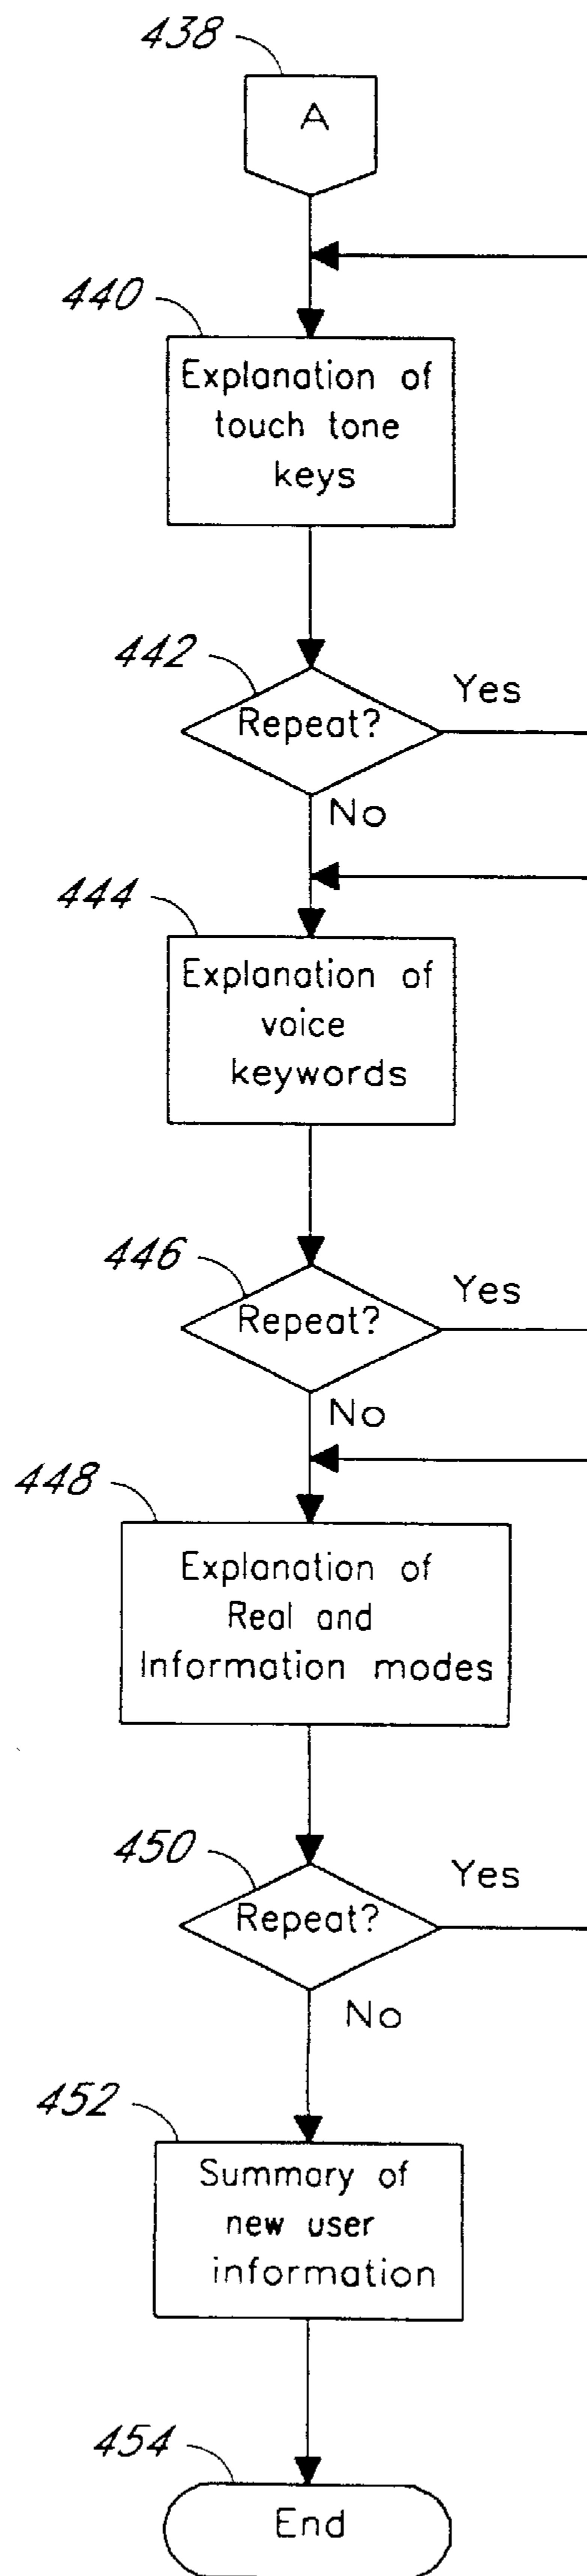 438
A
440
Explanation of
touch tone
keys
442
Repeat?
Yes
No
444
Explanation of
voice
keywords
446
Repeat?
Yes
No
448
Explanation of
Real and
Information modes
450
Repeat?
Yes
No
452
Summary of
new user
information
454
End